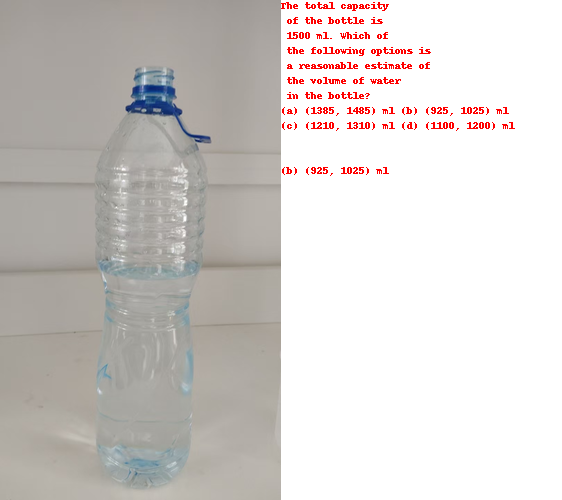 The total capacity
of the bottle is
1500 ml. Which of
the following options is
a reasonable estimate of
the volume of water
in the bottle?
(a) (1385, 1485) ml (b) (925, 1025) ml
(c) (1210, 1310) ml (d) (1100, 1200) ml
(b) (925, 1025) ml